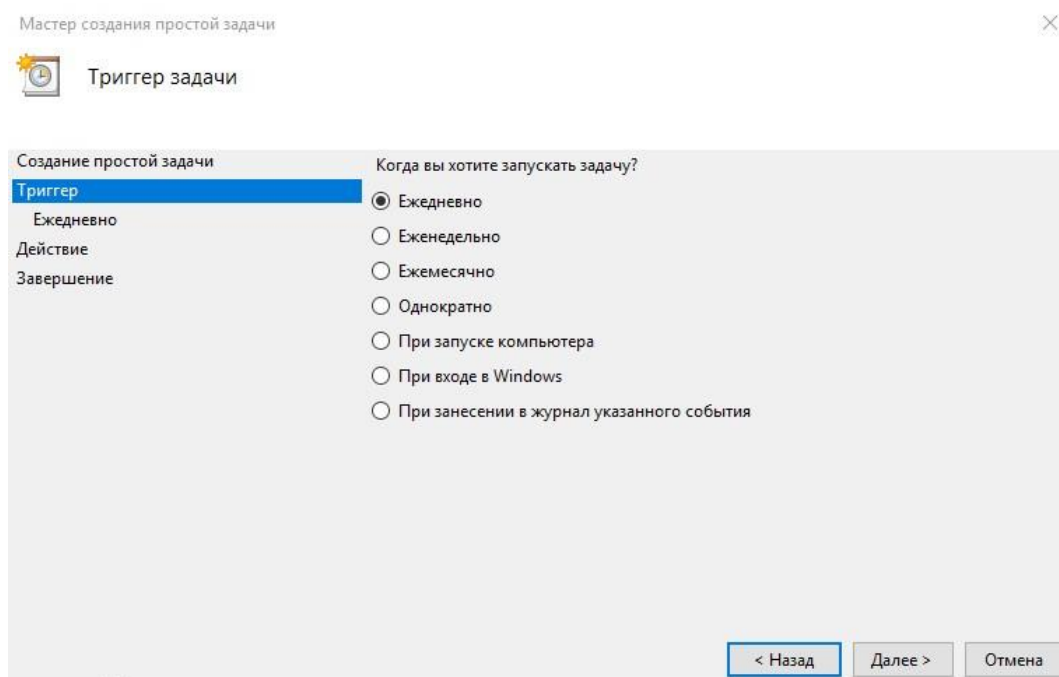 Мастер создания простой задачи
Триггер задачи
Создание простой задачи
Триггер
Ежедневно
Действие
Завершение
Когда вы хотите запускать задачу?
Ежедневно
Еженедельно
Ежемесячно
Однократно
При запуске компьютера
При входе в Windows
При занесении в журнал указанного события
< Назад
Далее >
Отмена